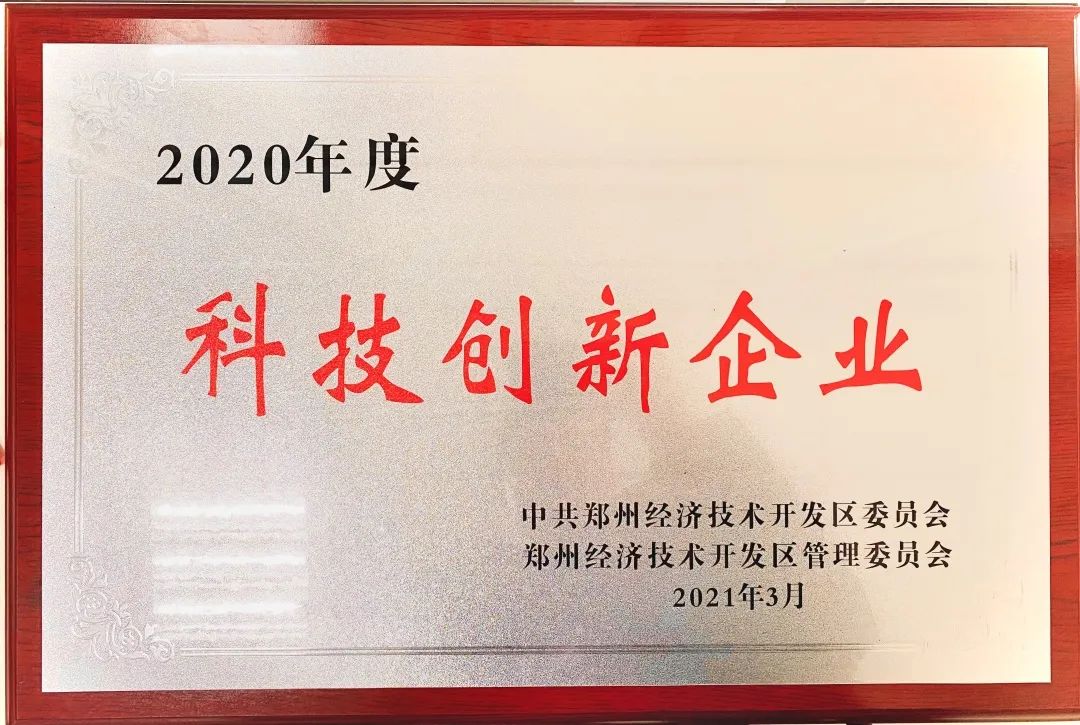 2020年度
科技创新企业
中共郑州经济技术开发区委员会
郑州经济技术开发区管理委员会
2021年3月